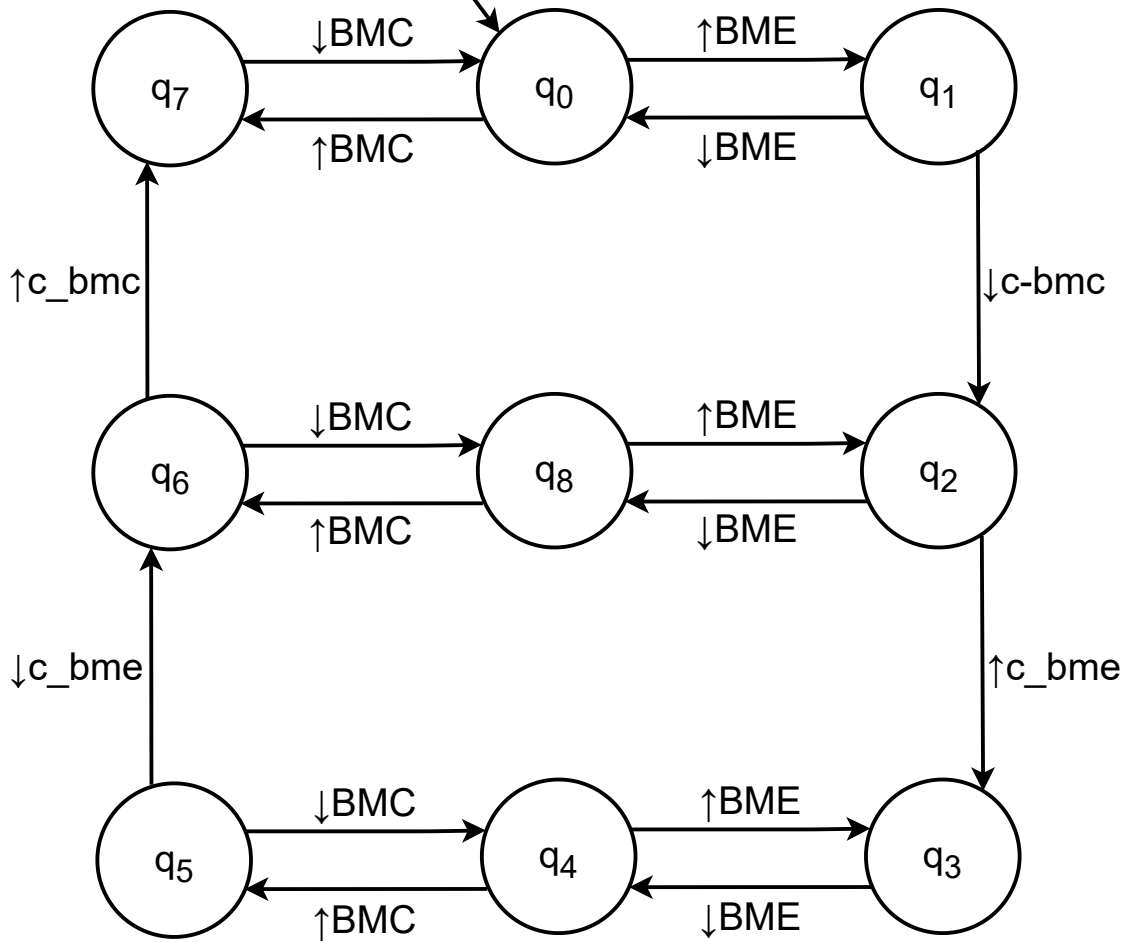 ↓BMC
↑BME
q7
q0
q1
↑BMC
↓BME
↑c_bmc
↓c-bmc
↓BMC
↑BME
q6
q8
q2
↑BMC
↓BME
↓c_bme
↑c_bme
↓BMC
↑BME
q5
q4
q3
↑BMC
↓BME